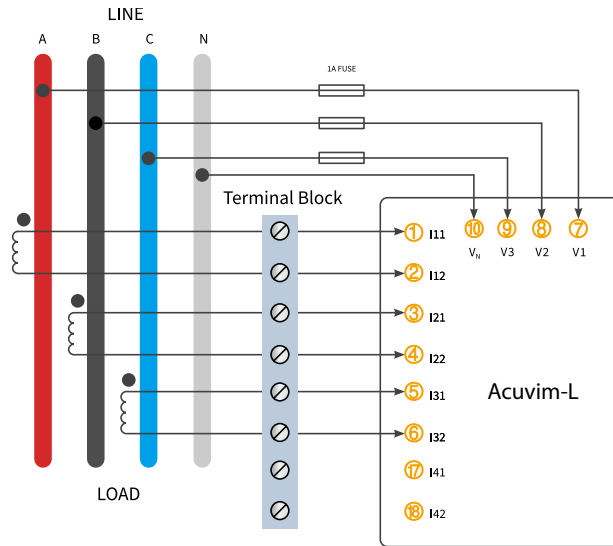 LINE
A B C N
1A FUSE
Terminal Block
⑩ ⑨ ⑧ ⑦
VN V3 V2 V1
① I11
② I12
③ I21
④ I22
⑤ I31
⑥ I32
⑰ I41
⑱ I42
Acuvim-L
LOAD